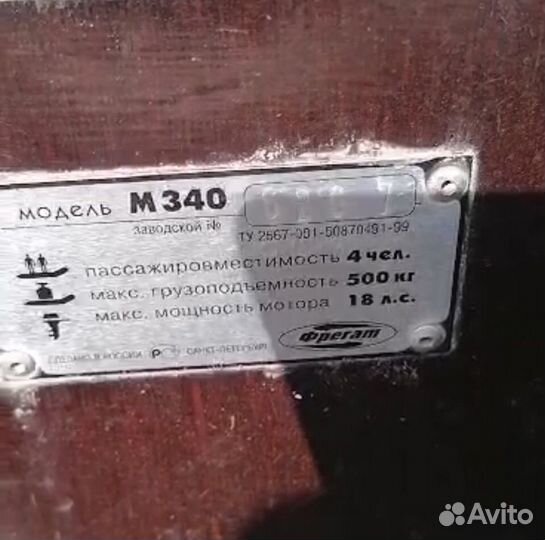 модель М340
заводской № ТУ 2567-001-50870491-99
пассажировместимость 4 чел.
макс. грузоподъемность 500 кг
макс. мощность мотора 18 л.с.
Фрегат
СДЕЛАНО В РОССИИ САНКТ-ПЕТЕРБУРГ
Avito